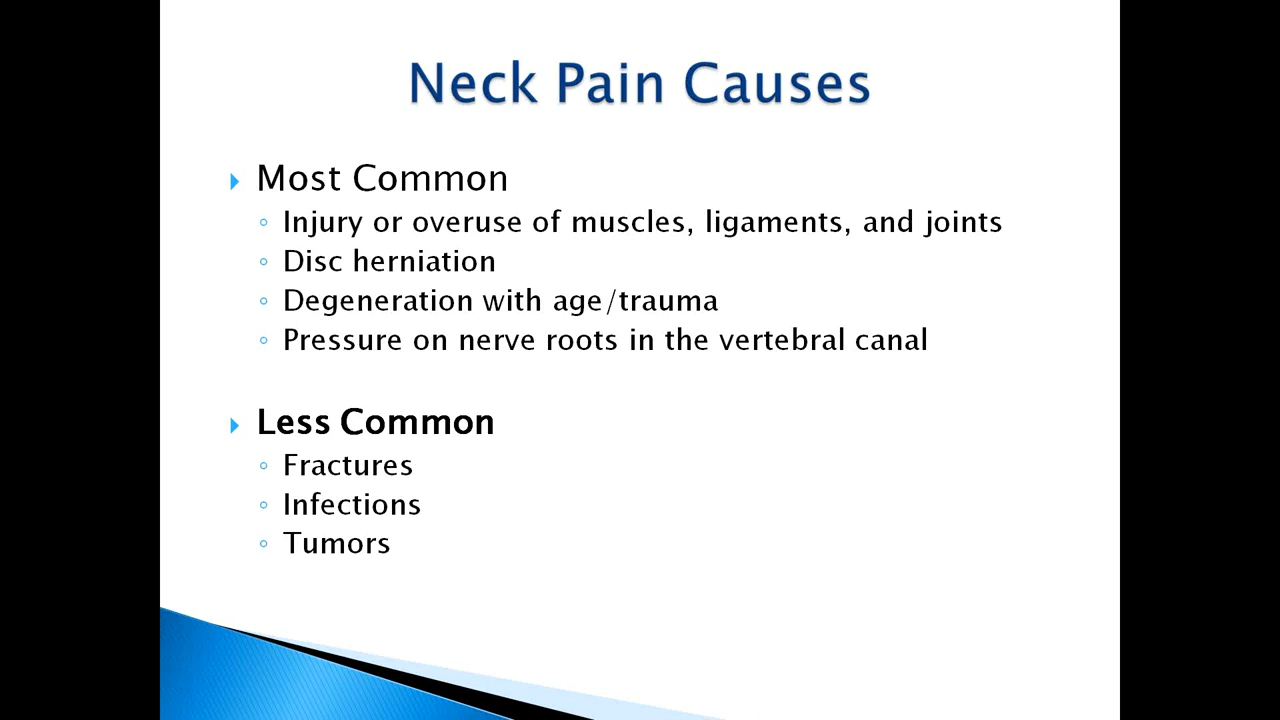 Neck Pain Causes
Most Common
Injury or overuse of muscles, ligaments, and joints
Disc herniation
Degeneration with age/trauma
Pressure on nerve roots in the vertebral canal
Less Common
Fractures
Infections
Tumors